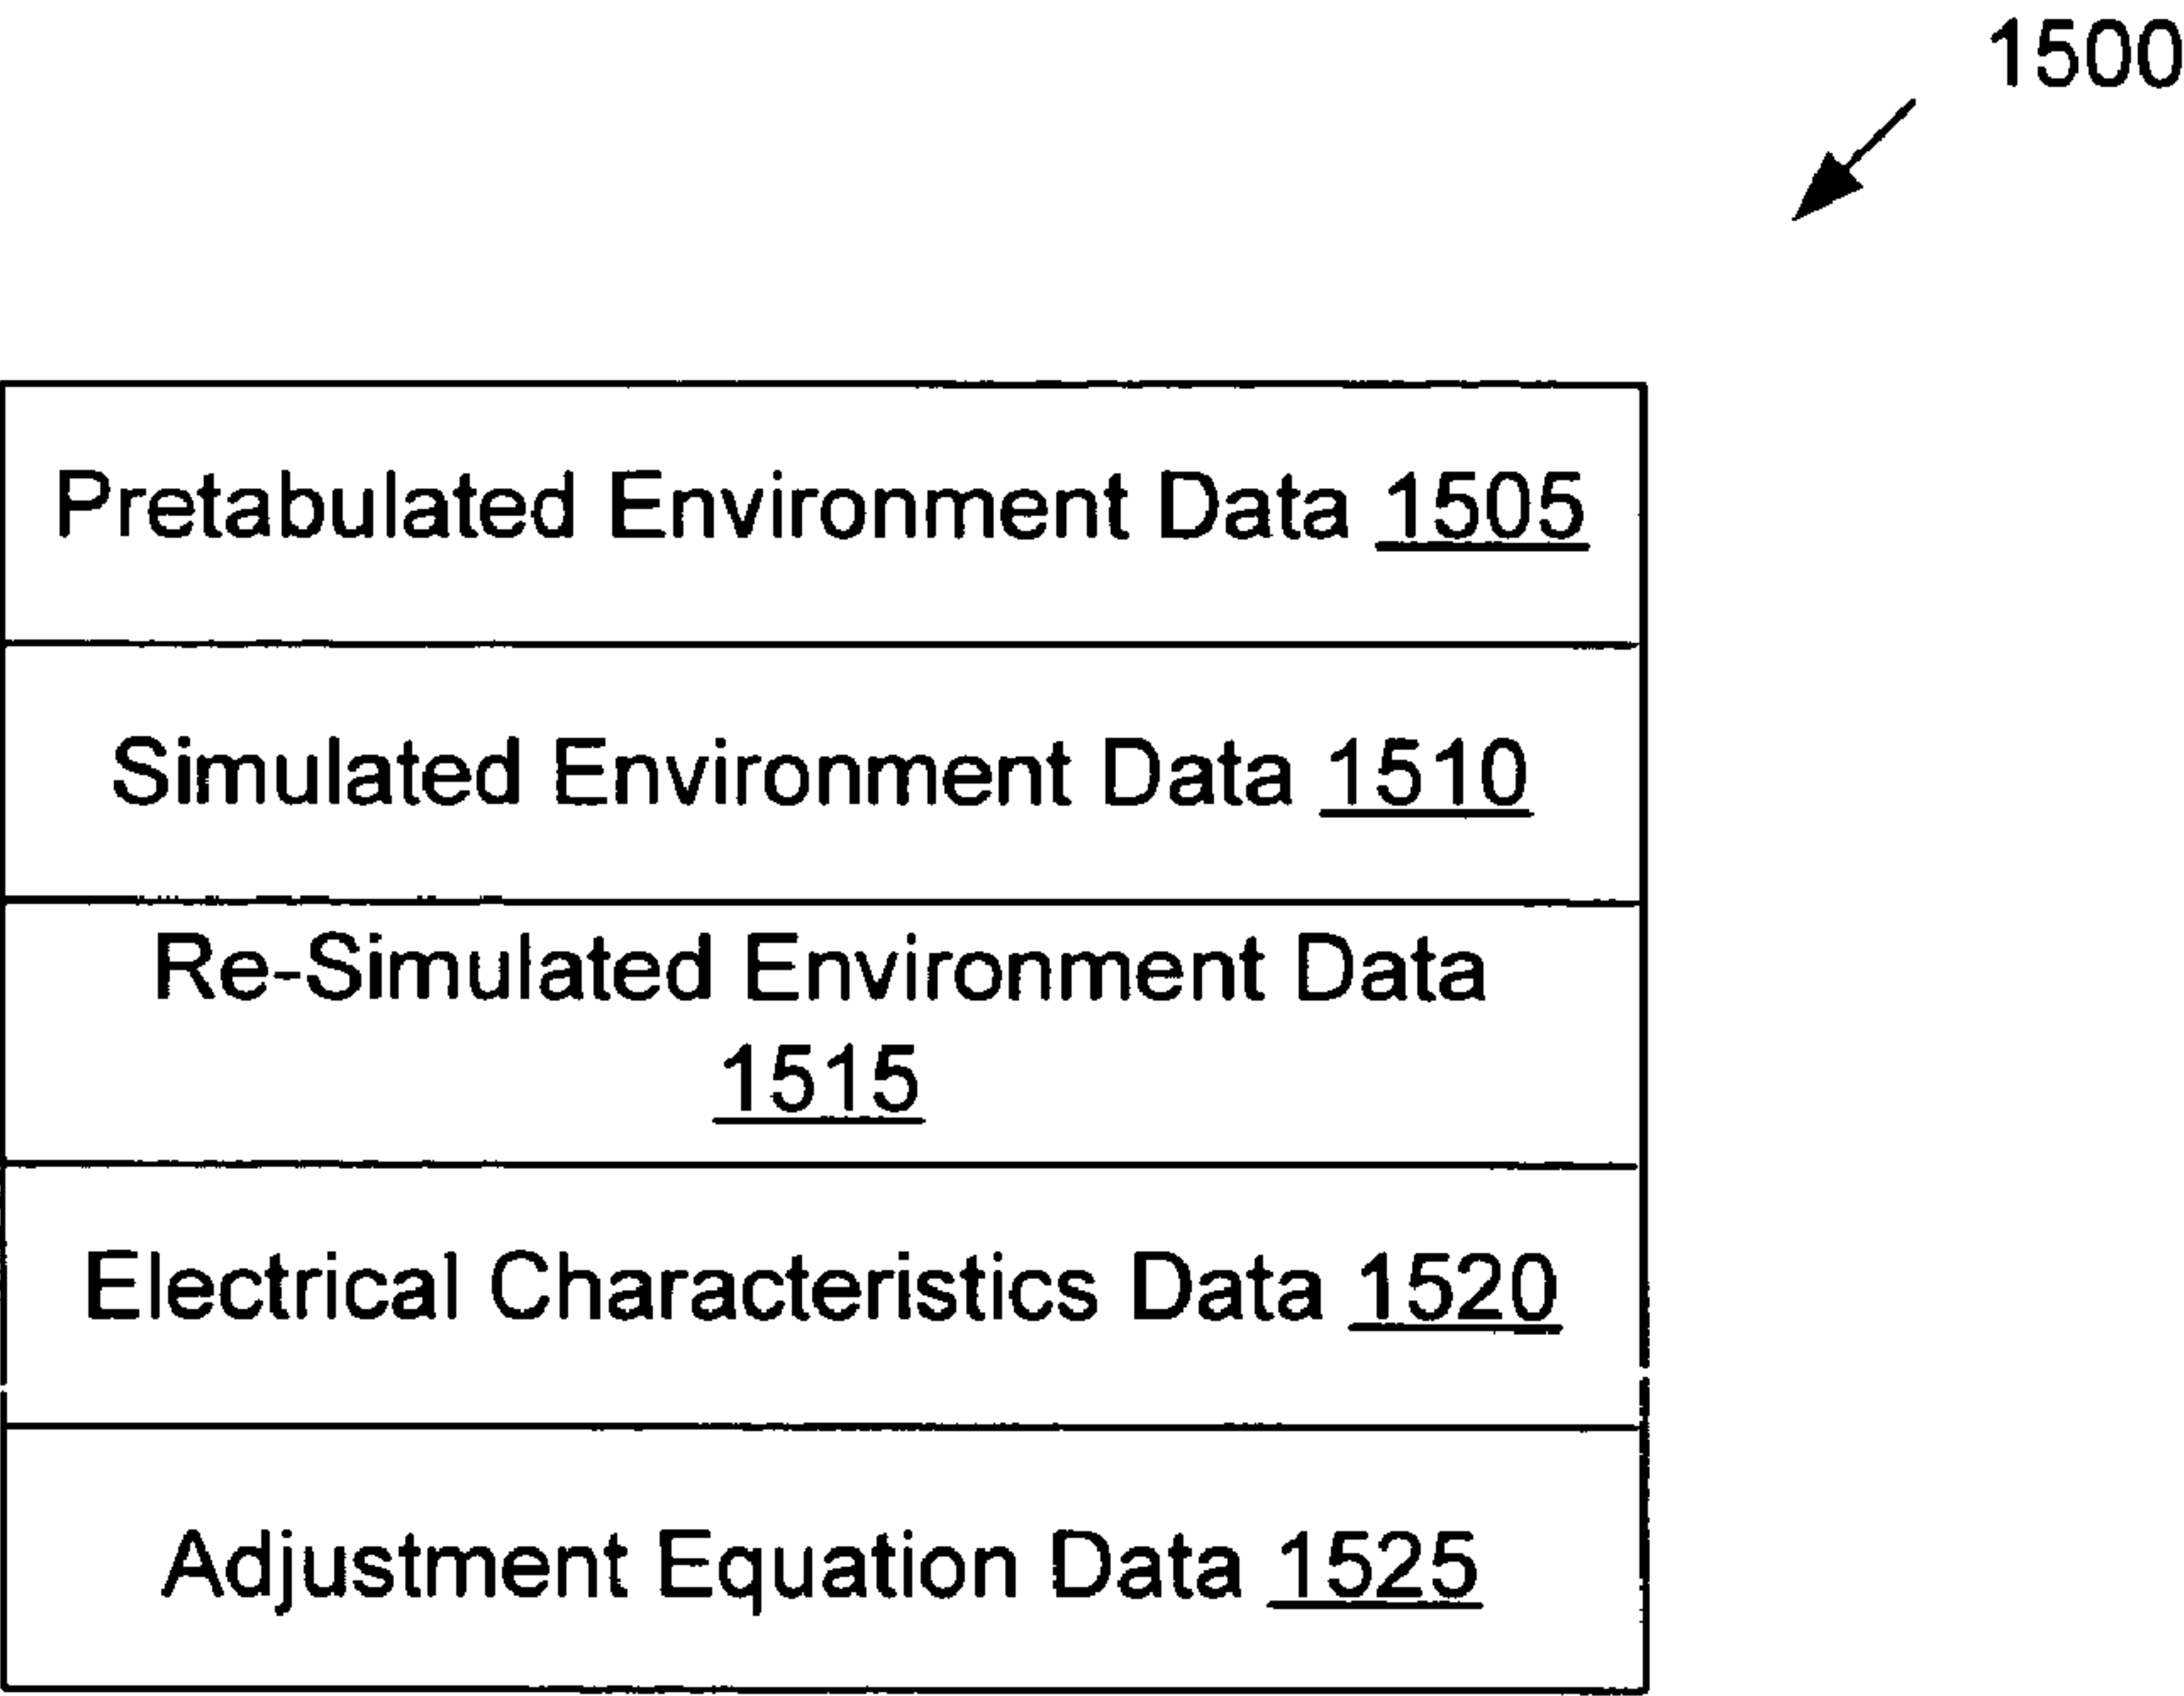 1500
Pretabulated Environment Data 1505
Simulated Environment Data 1510
Re-Simulated Environment Data
1515
Electrical Characteristics Data 1520
Adjustment Equation Data 1525